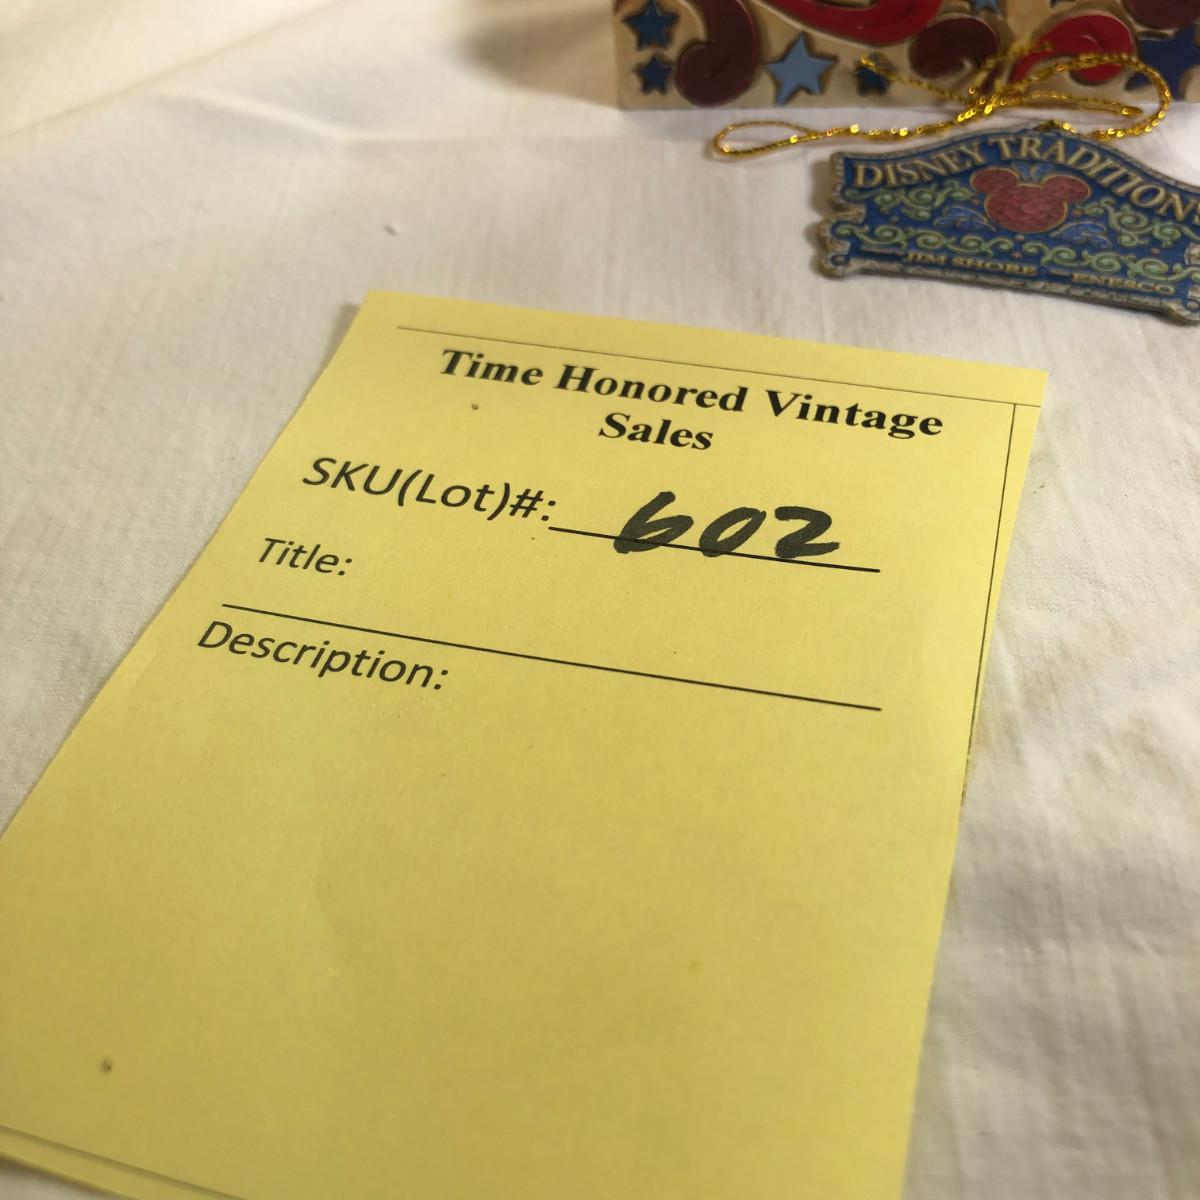 DISNEY TRADITIONS
JIM SHORE ENESCO
Time Honored Vintage
Sales
SKU(Lot)#: 602
Title:
Description: